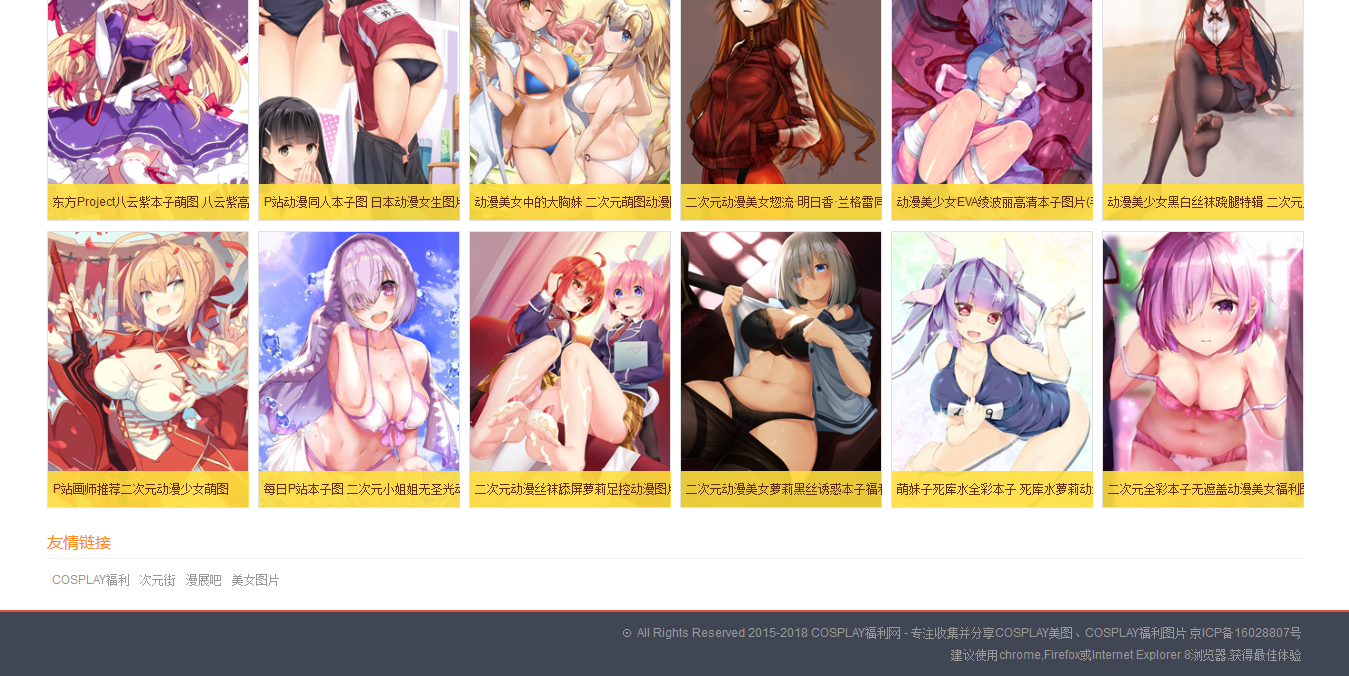 东方Project八云紫本子萌图 八云紫高
P站动漫同人本子图 日本动漫女生图片
动漫美女中的大胸妹 二次元萌图动漫图
二次元动漫美女惣流·明日香·兰格雷同
动漫美少女EVA绫波丽高清本子图片(手
动漫美少女黑白丝袜跷腿特辑 二次元
P站画师推荐二次元动漫少女萌图
每日P站本子图 二次元小姐姐无圣光动
二次元动漫丝袜舔屏萝莉足控动漫图片
二次元动漫美女萝莉黑丝诱惑本子福利
萌妹子死库水全彩本子 死库水萝莉动
二次元全彩本子无遮盖动漫美女福利图
友情链接
COSPLAY福利 次元街 漫展吧 美女图片
All Rights Reserved 2015-2018 COSPLAY福利网 - 专注收集并分享COSPLAY美图、COSPLAY福利图片 京ICP备16028807号
建议使用chrome,Firefox或Internet Explorer 8浏览器,获得最佳体验